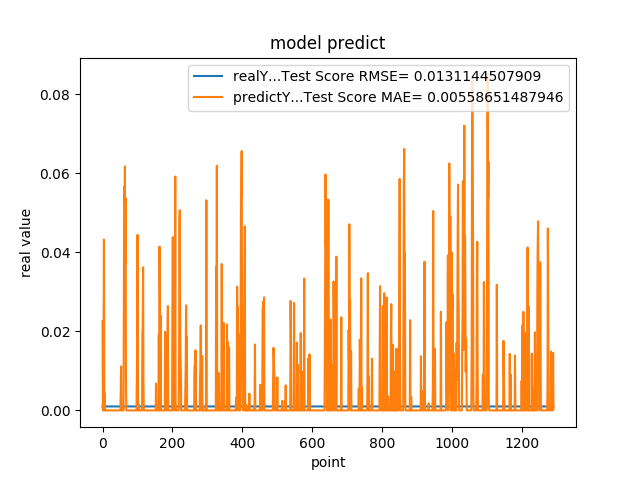 model predict
realY...Test Score RMSE= 0.0131144507909
predictY...Test Score MAE= 0.00558651487946
0.08
0.06
0.04
0.02
0.00
real value
0
200
400
600
800
1000
1200
point